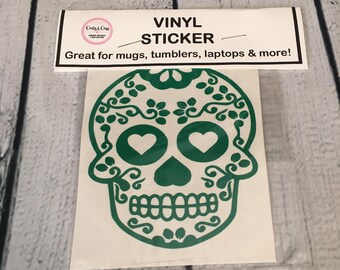 VINYL
STICKER
Great for mugs, tumblers, laptops & more!